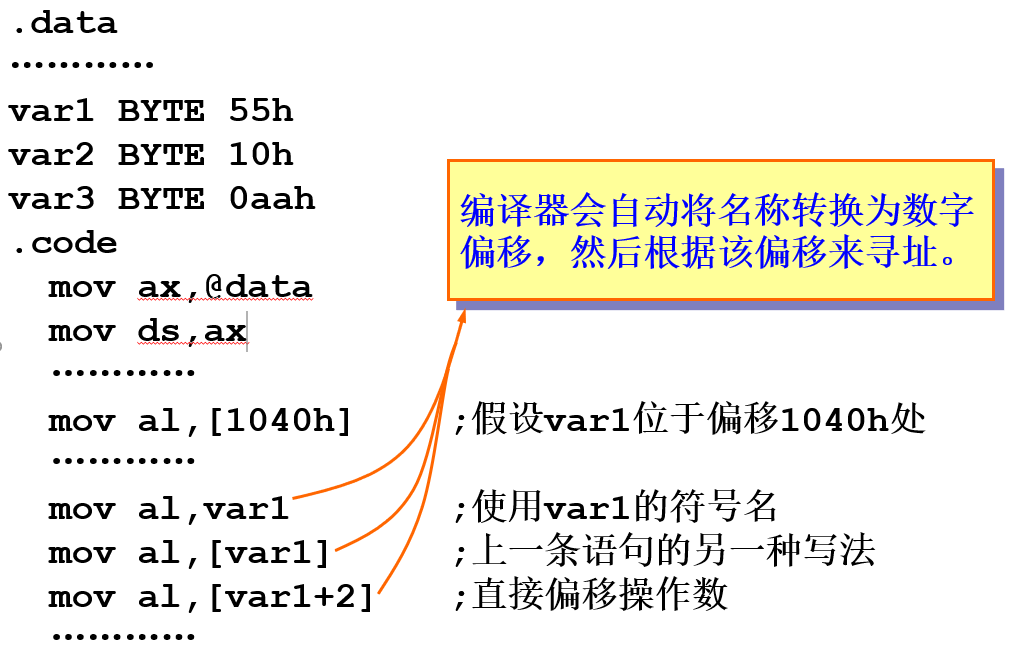 .data
…………
var1 BYTE 55h
var2 BYTE 10h
var3 BYTE 0aah
.code
mov ax,@data
mov ds,ax
…………
mov al,[1040h] ;假设var1位于偏移1040h处
…………
mov al,var1 ;使用var1的符号名
mov al,[var1] ;上一条语句的另一种写法
mov al,[var1+2] ;直接偏移操作数
…………
编译器会自动将名称转换为数字
偏移，然后根据该偏移来寻址。